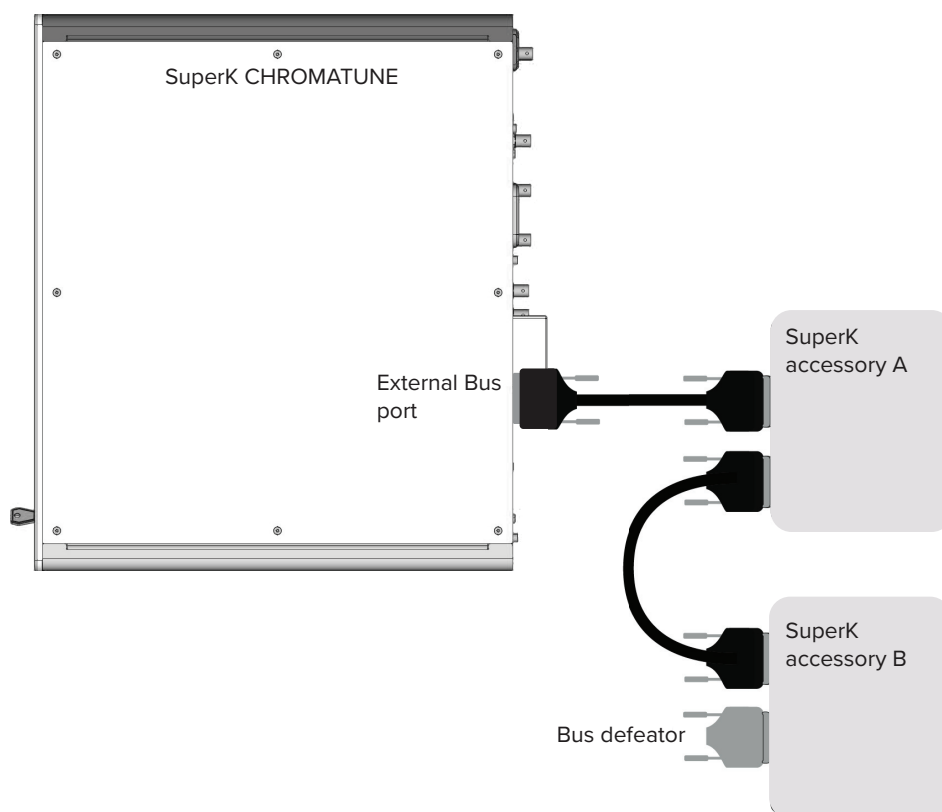 SuperK CHROMATUNE
External Bus
port
SuperK
accessory A
SuperK
accessory B
Bus defeator